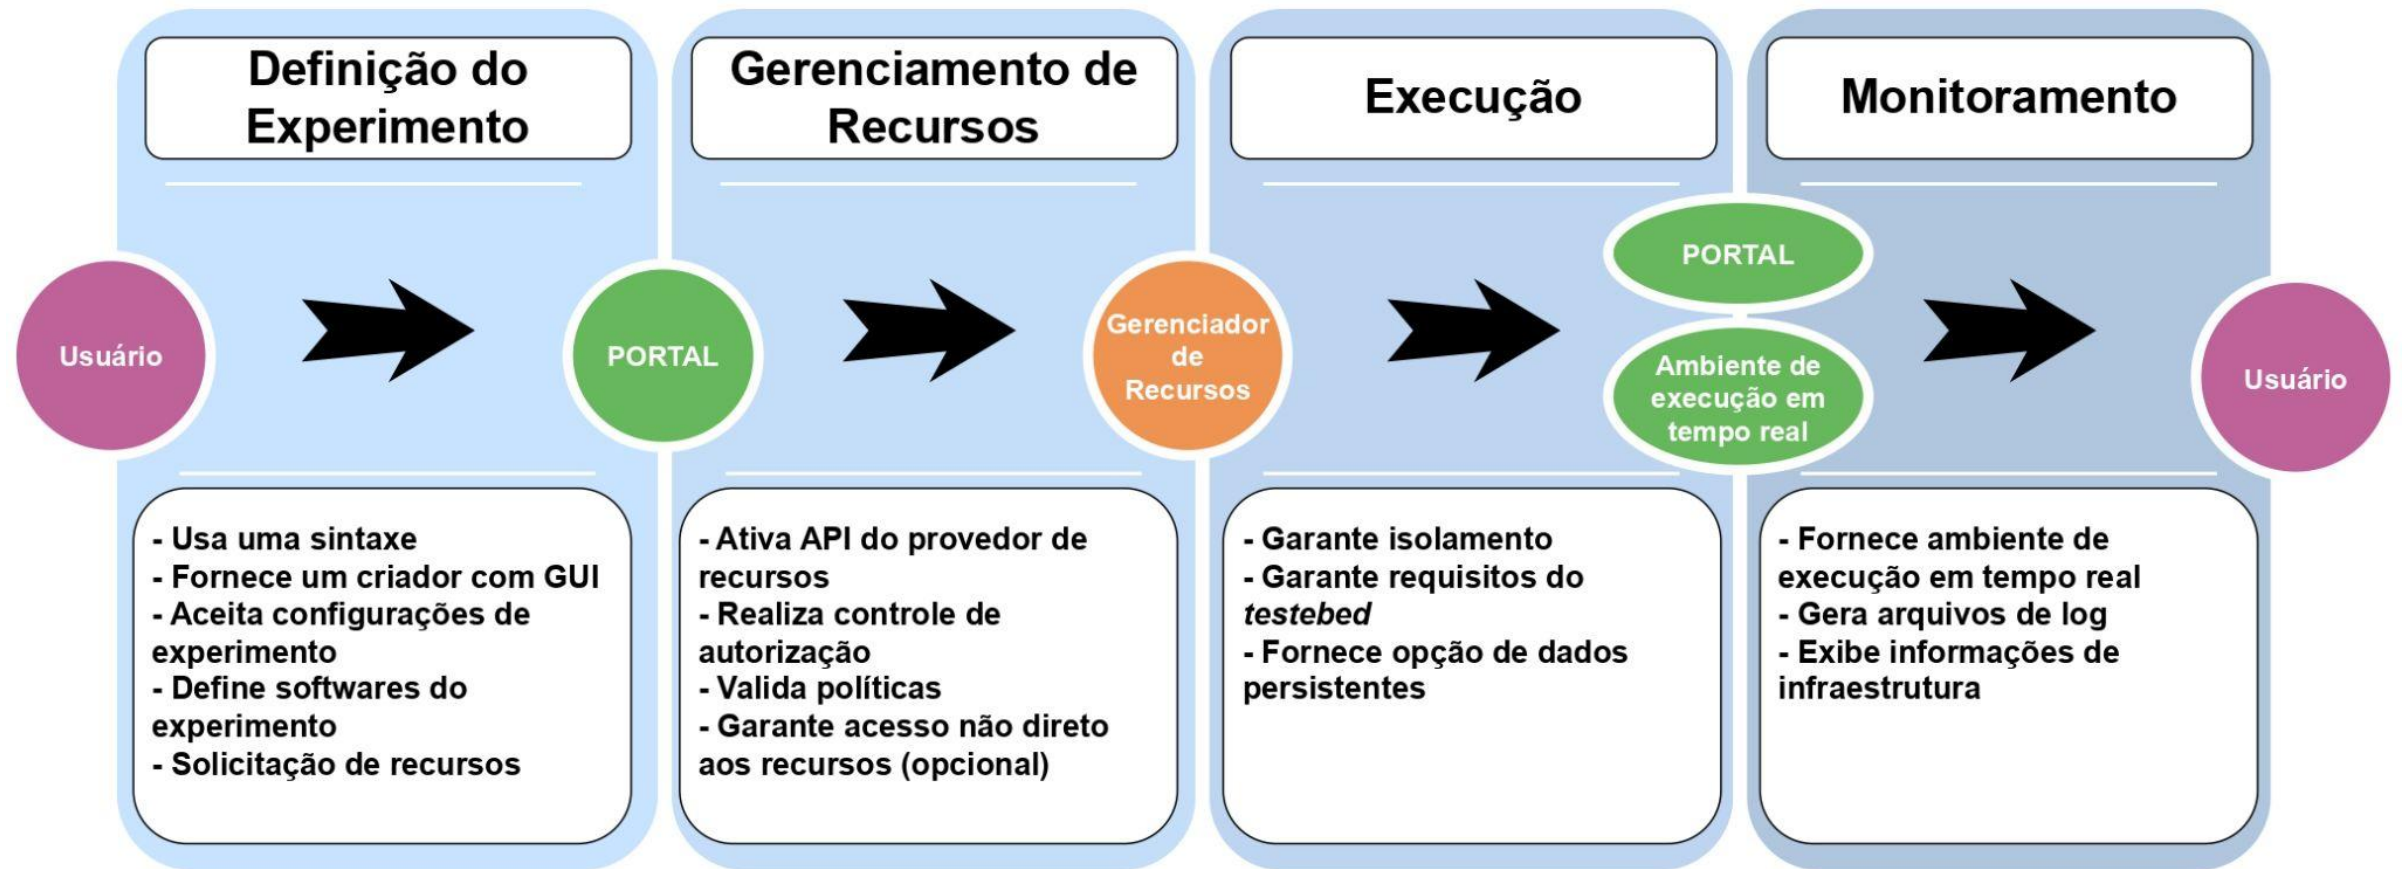 Definição do
Experimento
Gerenciamento de
Recursos
Execução
Monitoramento
Usuário
PORTAL
Gerenciador
de
Recursos
PORTAL
Ambiente de
execução em
tempo real
Usuário
- Usa uma sintaxe
- Fornece um criador com GUI
- Aceita configurações de
experimento
- Define softwares do
experimento
- Solicitação de recursos
- Ativa API do provedor de
recursos
- Realiza controle de
autorização
- Valida políticas
- Garante acesso não direto
aos recursos (opcional)
- Garante isolamento
- Garante requisitos do
testebed
- Fornece opção de dados
persistentes
- Fornece ambiente de
execução em tempo real
- Gera arquivos de log
- Exibe informações de
infraestrutura